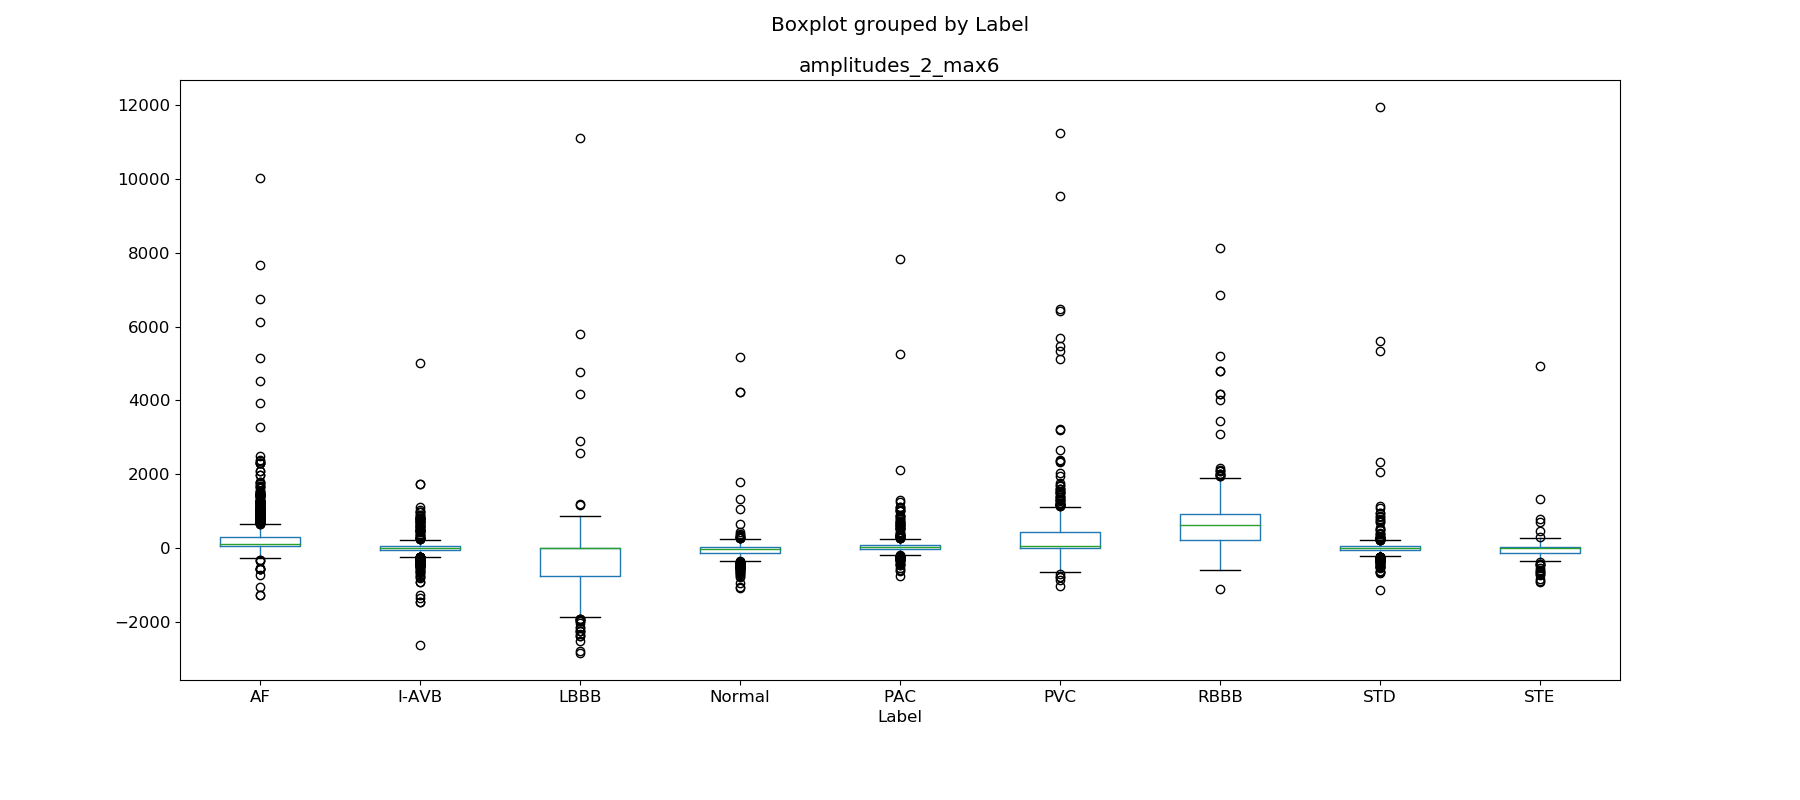 Boxplot grouped by Label
amplitudes_2_max6
12000
10000
8000
6000
4000
2000
0
−2000
AF I-AVB LBBB Normal PAC PVC RBBB STD STE
Label